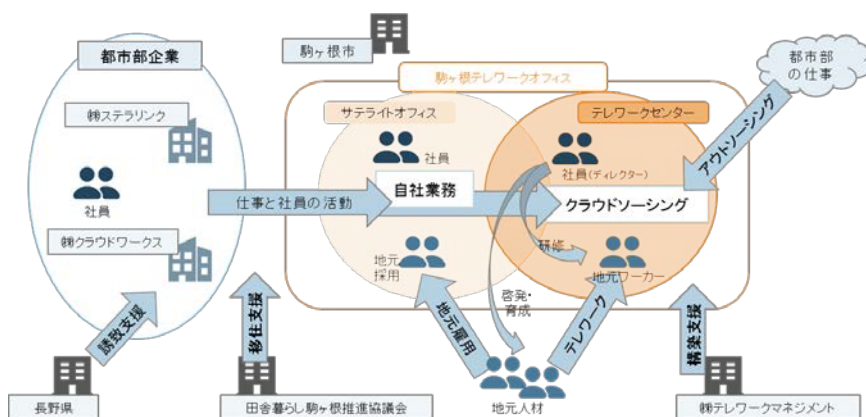 都市部企業
㈱ステラリンク
社員
㈱クラウドワークス
駒ヶ根市
駒ヶ根テレワークオフィス
サテライトオフィス
テレワークセンター
都市部
の仕事
アウトソーシング
社員
社員(ディレクター)
仕事と社員の活動
自社業務
クラウドソーシング
地元
採用
研修
地元ワーカー
啓発・
育成
誘致支援
移住支援
地元雇用
テレワーク
構築支援
長野県
田舎暮らし駒ヶ根推進協議会
地元人材
㈱テレワークマネジメント